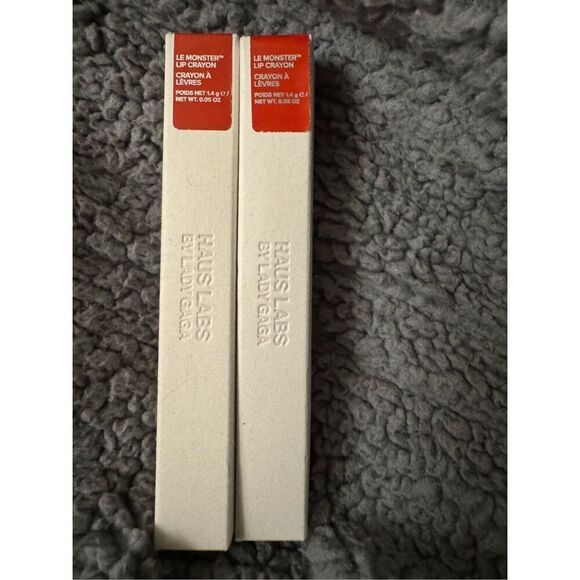 LE MONSTER™
LIP CRAYON
CRAYON À
LÈVRES
POIDS NET 1.4 g ℮ /
NET WT. 0.05 OZ
HAUS LABS
BY LADY GAGA
LE MONSTER™
LIP CRAYON
CRAYON À
LÈVRES
POIDS NET 1.4 g ℮ /
NET WT. 0.05 OZ
HAUS LABS
BY LADY GAGA